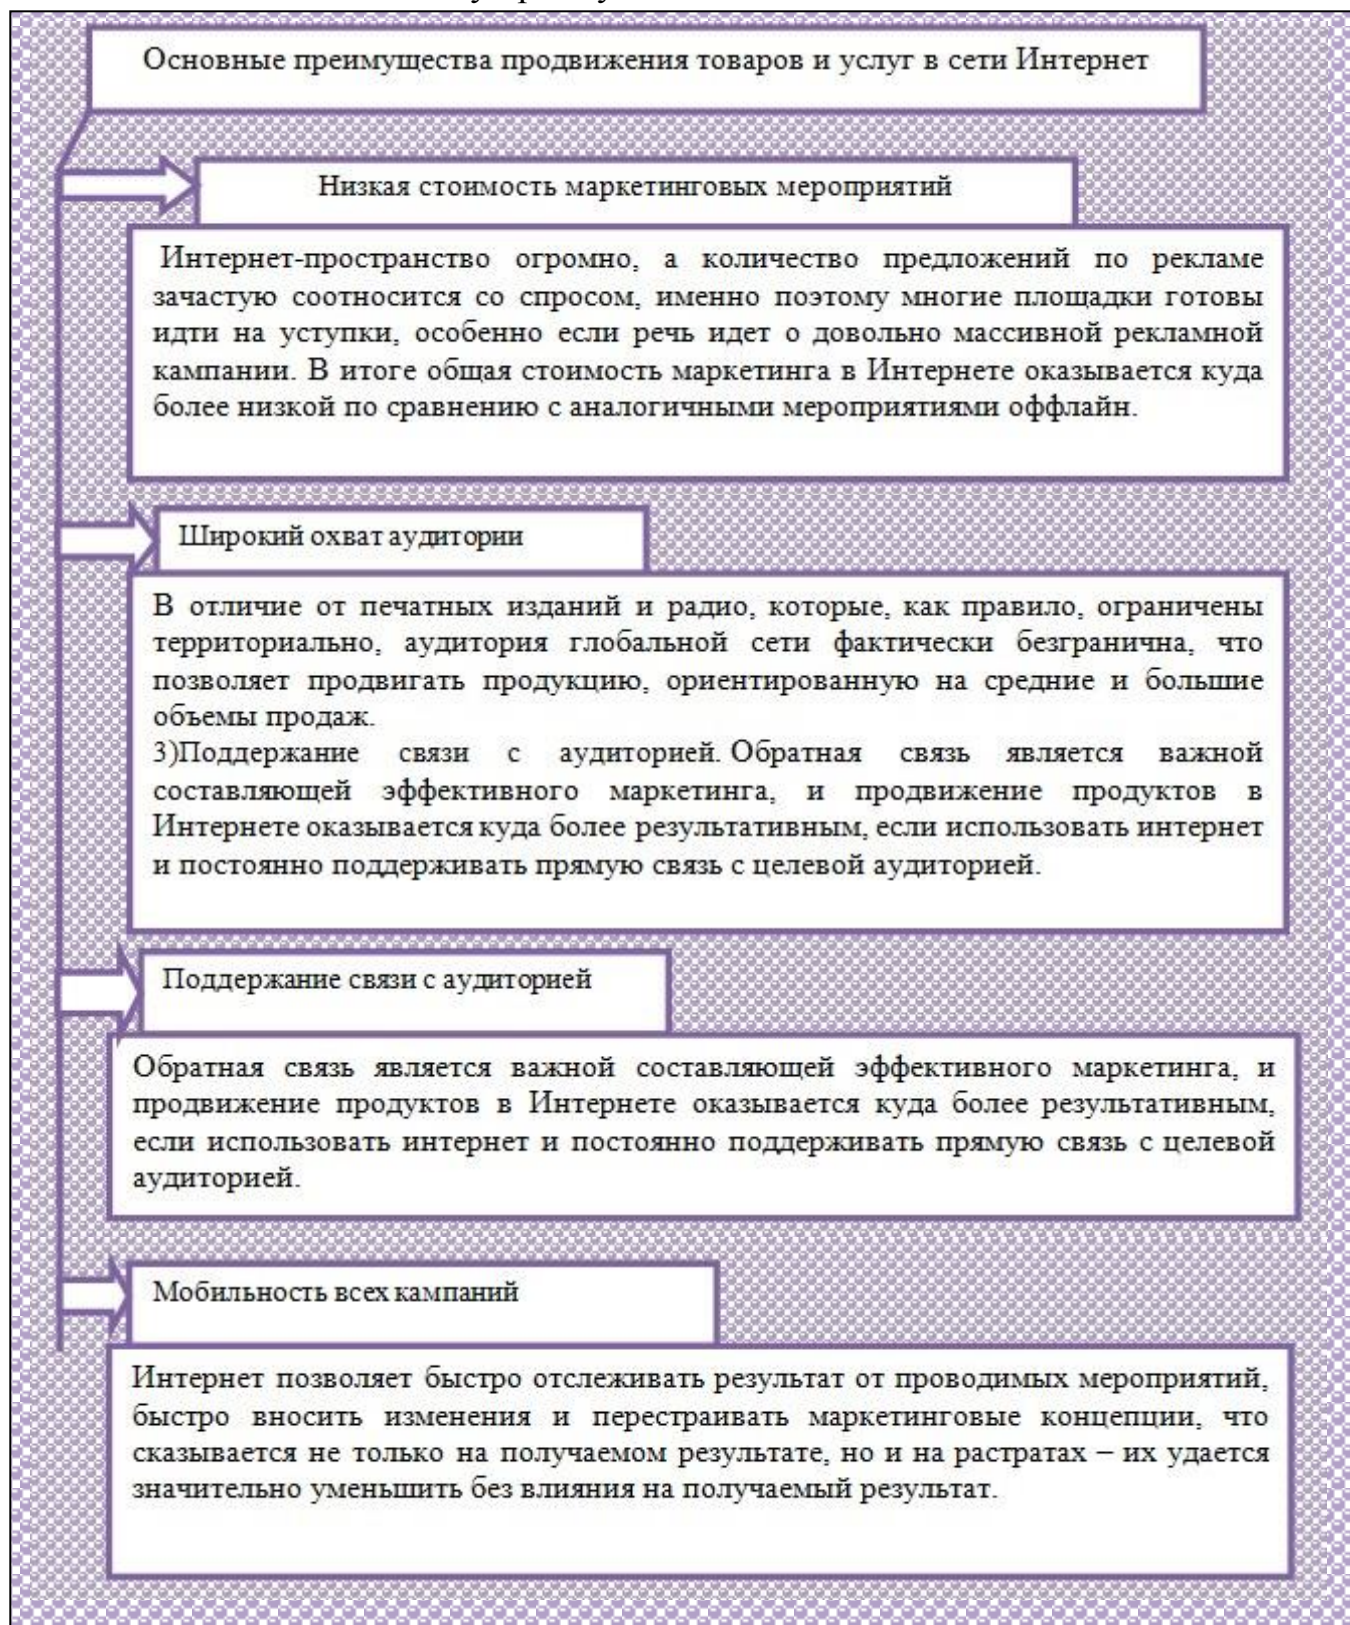 Основные преимущества продвижения товаров и услуг в сети Интернет
Низкая стоимость маркетинговых мероприятий
Интернет-пространство огромно, а количество предложений по рекламе
зачастую соотносится со спросом, именно поэтому многие площадки готовы
идти на уступки, особенно если речь идет о довольно массивной рекламной
кампании. В итоге общая стоимость маркетинга в Интернете оказывается куда
более низкой по сравнению с аналогичными мероприятиями оффлайн.
Широкий охват аудитории
В отличие от печатных изданий и радио, которые, как правило, ограничены
территориально, аудитория глобальной сети фактически безгранична, что
позволяет продвигать продукцию, ориентированную на средние и большие
объемы продаж.
3)Поддержание связи с аудиторией. Обратная связь является важной
составляющей эффективного маркетинга, и продвижение продуктов в
Интернете оказывается куда более результативным, если использовать интернет
и постоянно поддерживать прямую связь с целевой аудиторией.
Поддержание связи с аудиторией
Обратная связь является важной составляющей эффективного маркетинга, и
продвижение продуктов в Интернете оказывается куда более результативным,
если использовать интернет и постоянно поддерживать прямую связь с целевой
аудиторией.
Мобильность всех кампаний
Интернет позволяет быстро отслеживать результат от проводимых мероприятий,
быстро вносить изменения и перестраивать маркетинговые концепции, что
сказывается не только на получаемом результате, но и на растратах – их удается
значительно уменьшить без влияния на получаемый результат.